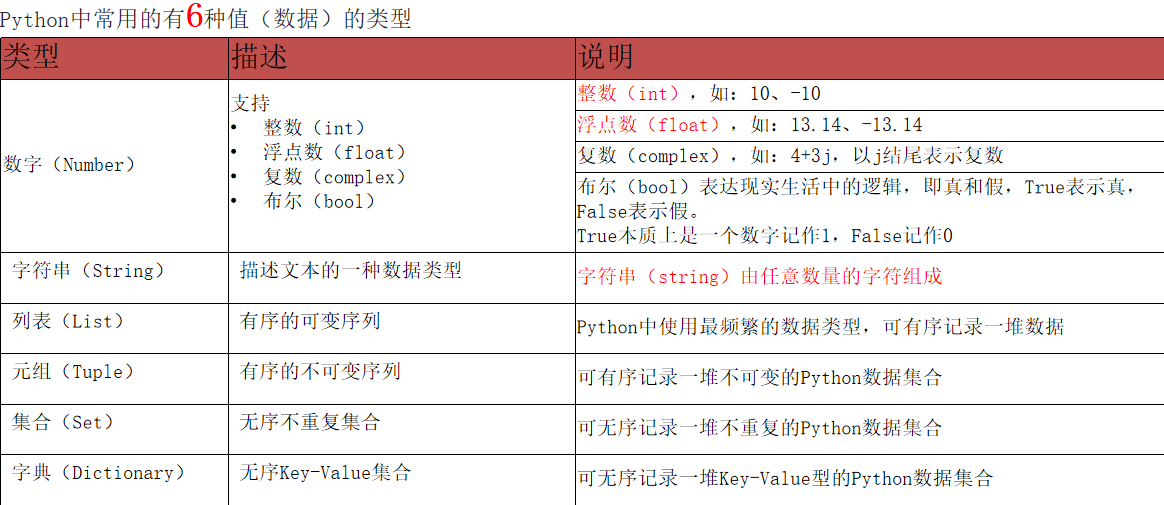 Python中常用的有6种值（数据）的类型
类型 描述 说明
数字（Number）
支持
• 整数（int）
• 浮点数（float）
• 复数（complex）
• 布尔（bool）
整数（int），如：10、-10
浮点数（float），如：13.14、-13.14
复数（complex），如：4+3j，以j结尾表示复数
布尔（bool）表达现实生活中的逻辑，即真和假，True表示真，
False表示假。
True本质上是一个数字记作1，False记作0
字符串（String） 描述文本的一种数据类型 字符串（string）由任意数量的字符组成
列表（List） 有序的可变序列 Python中使用最频繁的数据类型，可有序记录一堆数据
元组（Tuple） 有序的不可变序列 可有序记录一堆不可变的Python数据集合
集合（Set） 无序不重复集合 可无序记录一堆不重复的Python数据集合
字典（Dictionary） 无序Key-Value集合 可无序记录一堆Key-Value型的Python数据集合